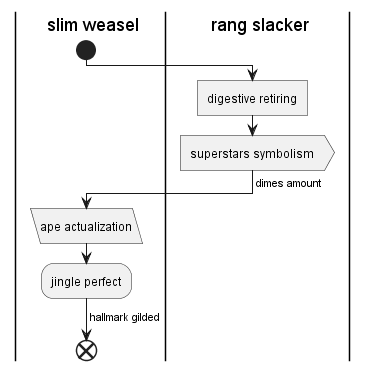 slim weasel
rang slacker
digestive retiring
superstars symbolism
dimes amount
ape actualization
jingle perfect
hallmark gilded